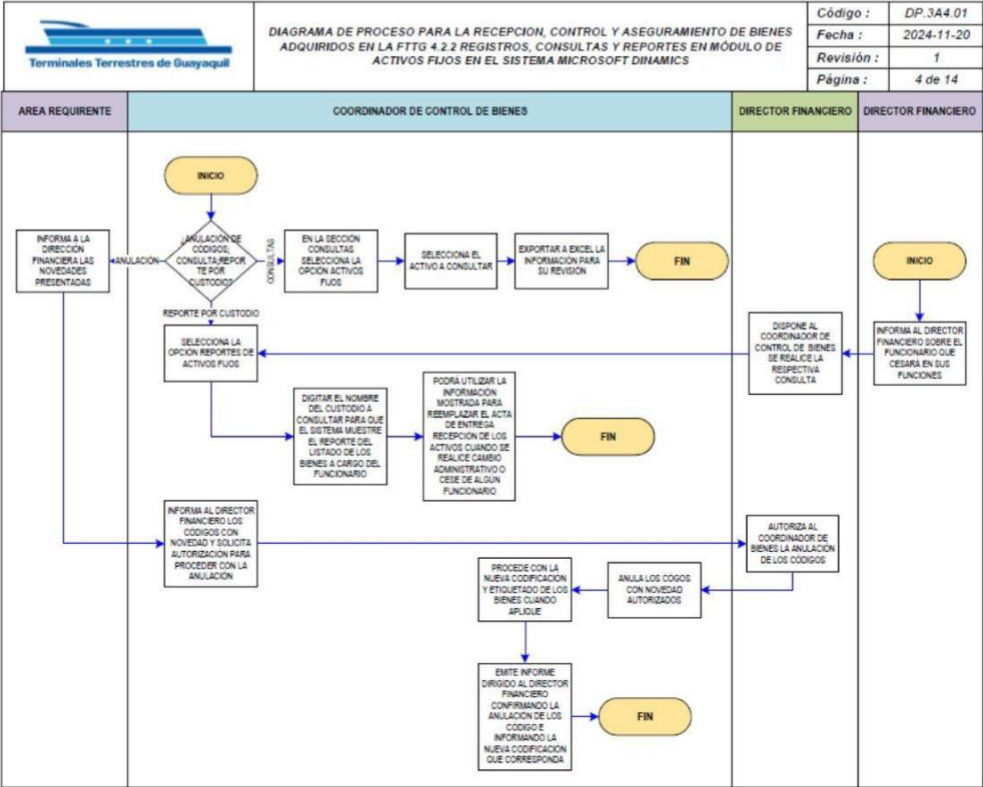 Terminales Terrestres de Guayaquil
DIAGRAMA DE PROCESO PARA LA RECEPCION, CONTROL Y ASEGURAMIENTO DE BIENES
ADQUIRIDOS EN LA FTTG 4.2.2 REGISTROS, CONSULTAS Y REPORTES EN MÓDULO DE
ACTIVOS FIJOS EN EL SISTEMA MICROSOFT DINAMICS
Código : DP.3A4.01
Fecha : 2024-11-20
Revisión : 1
Página : 4 de 14
AREA REQUIRENTE
COORDINADOR DE CONTROL DE BIENES
DIRECTOR FINANCIERO
DIRECTOR FINANCIERO
INICIO
INFORMA A LA
DIRECCIÓN
FINANCIERA LAS
NOVEDADES
PRESENTADAS
ANULACIÓN
¿ANULACIÓN DE
CÓDIGOS;
CONSULTA;REPOR
TE POR
CUSTODIO?
CONSULTAS
EN LA SECCIÓN
CONSULTAS
SELECCIONA LA
OPCIÓN ACTIVOS
FIJOS
SELECCIONA EL
ACTIVO A CONSULTAR
EXPORTAR A EXCEL LA
INFORMACIÓN PARA
SU REVISIÓN
FIN
INICIO
REPORTE POR CUSTODIO
SELECCIONA LA
OPCIÓN REPORTES DE
ACTIVOS FIJOS
DISPONE AL
COORDINADOR DE
CONTROL DE BIENES
SE REALICE LA
RESPECTIVA
CONSULTA
INFORMA AL DIRECTOR
FINANCIERO SOBRE EL
FUNCIONARIO QUE
CESARÁ EN SUS
FUNCIONES
DIGITAR EL NOMBRE
DEL CUSTODIO A
CONSULTAR PARA QUE
EL SISTEMA MUESTRE
EL REPORTE DEL
LISTADO DE LOS
BIENES A CARGO DEL
FUNCIONARIO
PODRÁ UTILIZAR LA
INFORMACIÓN
MOSTRADA PARA
REEMPLAZAR EL ACTA
DE ENTREGA
RECEPCIÓN DE LOS
ACTIVOS CUANDO SE
REALICE CAMBIO
ADMINISTRATIVO O
CESE DE ALGÚN
FUNCIONARIO
FIN
INFORMA AL DIRECTOR
FINANCIERO LOS
CÓDIGOS CON
NOVEDAD Y SOLICITA
AUTORIZACIÓN PARA
PROCEDER CON LA
ANULACIÓN
AUTORIZA AL
COORDINADOR DE
BIENES LA ANULACIÓN
DE LOS CÓDIGOS
PROCEDE CON LA
NUEVA CODIFICACIÓN
Y ETIQUETADO DE LOS
BIENES CUANDO
APLIQUE
ANULA LOS COGOS
CON NOVEDAD
AUTORIZADOS
EMITE INFORME
DIRIGIDO AL DIRECTOR
FINANCIERO
CONFIRMANDO LA
ANULACIÓN DE LOS
CÓDIGO E
INFORMANDO LA
NUEVA CODIFICACIÓN
QUE CORRESPONDA
FIN